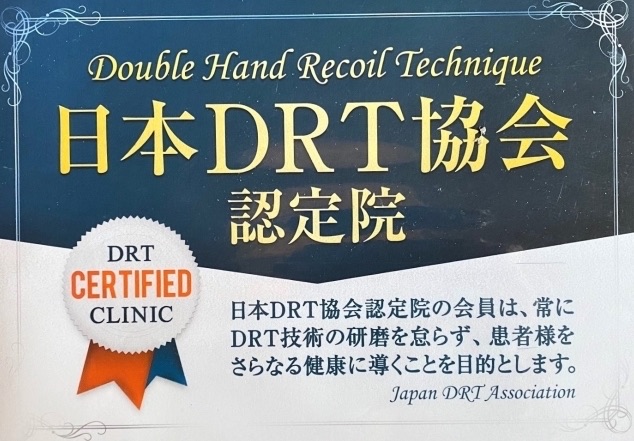 Double Hand Recoil Technique
日本DRT協会
認定院
DRT
CERTIFIED
CLINIC
日本DRT協会認定院の会員は、常に
DRT技術の研磨を怠らず、患者様を
さらなる健康に導くことを目的とします。
Japan DRT Association